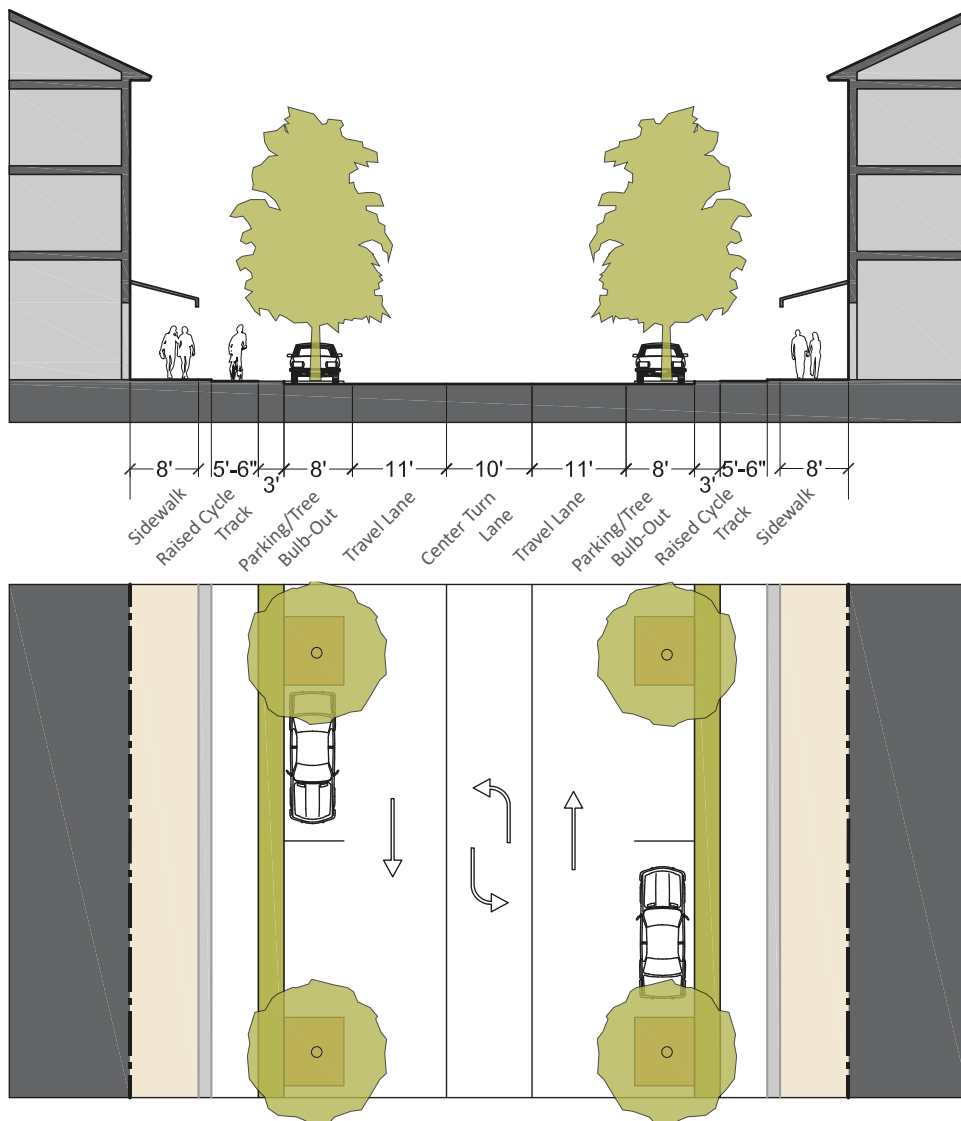 8' 5'-6" 3' 8' 11' 10' 11' 8' 3' 5'-6" 8'
Sidewalk
Raised Cycle
Track
Parking/Tree
Bulb-Out
Travel Lane
Center Turn
Lane
Travel Lane
Parking/Tree
Bulb-Out
Raised Cycle
Track
Sidewalk